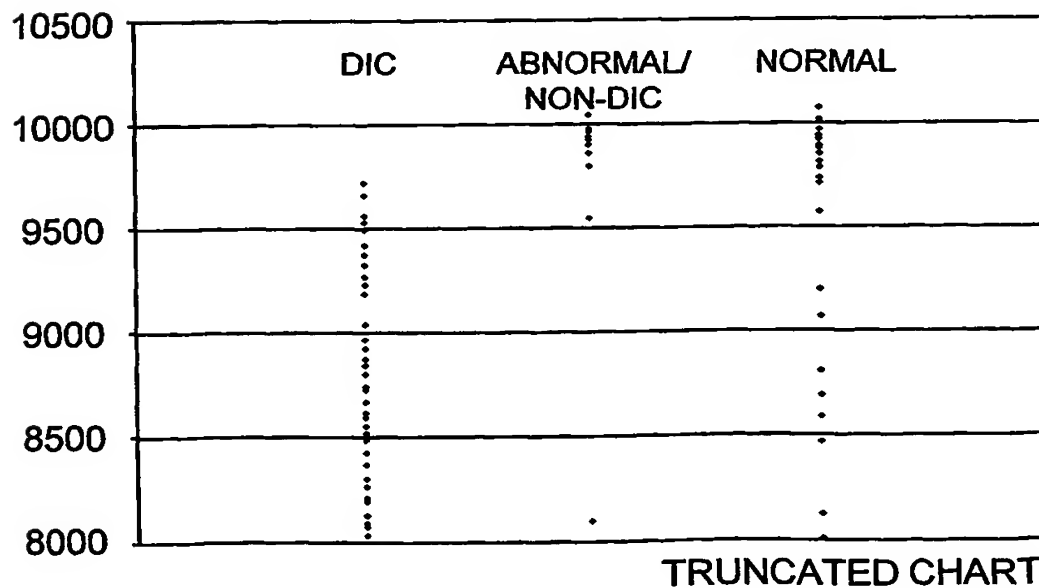 10500
DIC
ABNORMAL/
NON-DIC
NORMAL
10000
9500
9000
8500
8000
TRUNCATED CHART